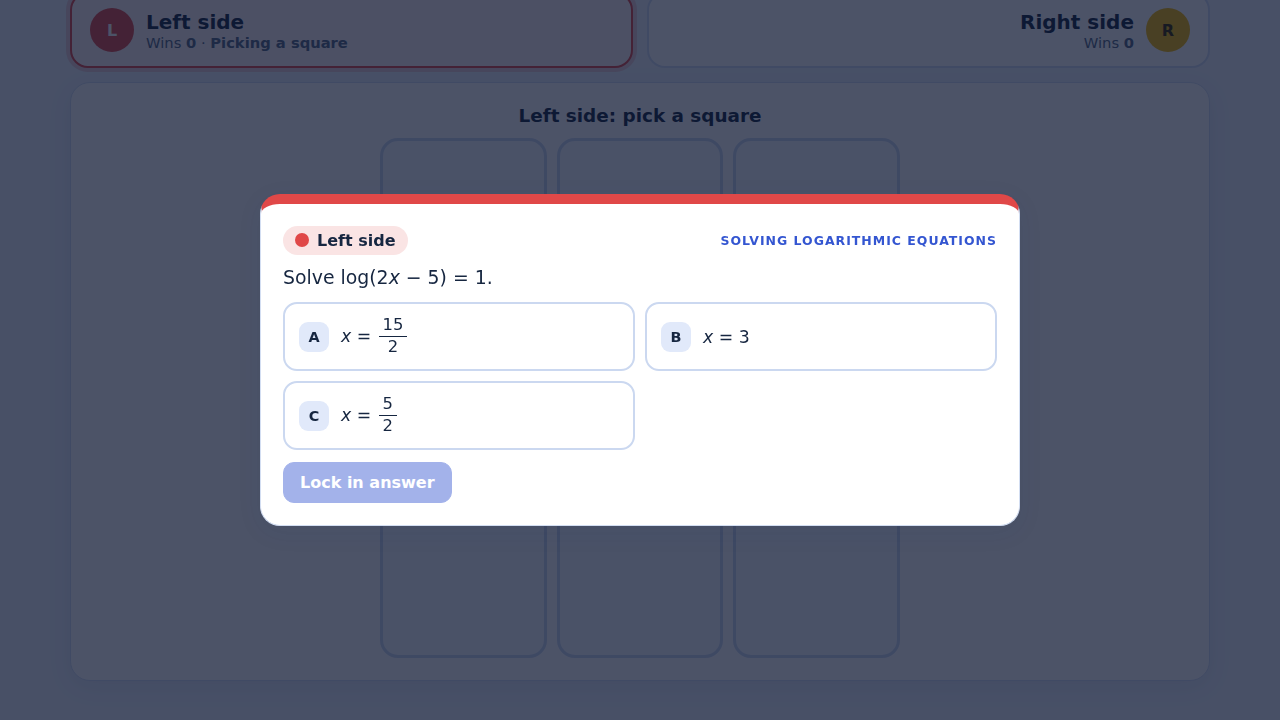 L
Left side
Wins 0 · Picking a square
Right side
Wins 0
R
Left side: pick a square
Left side
SOLVING LOGARITHMIC EQUATIONS
Solve log(2x − 5) = 1.
A x = 15/2
B x = 3
C x = 5/2
Lock in answer